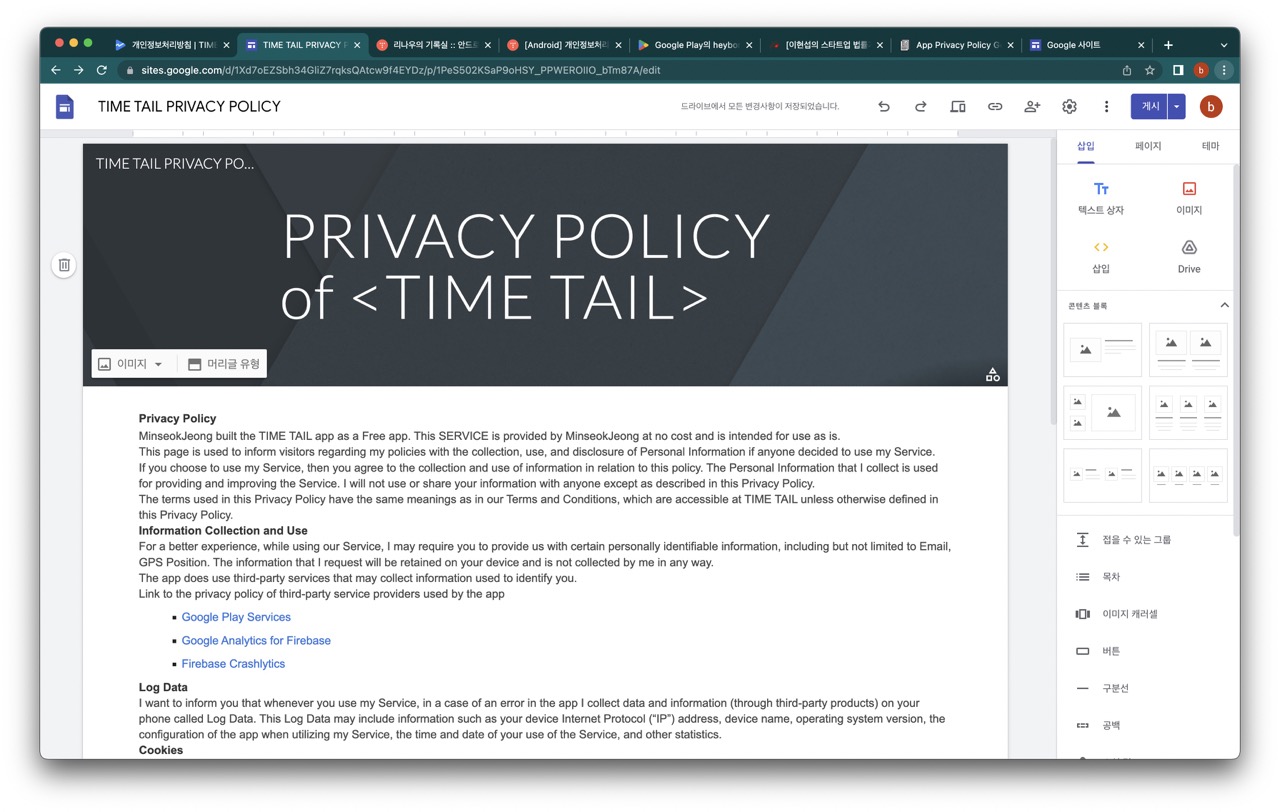 개인정보처리방침 | TIME
TIME TAIL PRIVACY P
리나우의 기록실 :: 안드
[Android] 개인정보처리
Google Play의 heybo
[이현섭의 스타트업 법률
App Privacy Policy G
Google 사이트
sites.google.com/d/1Xd7oEZSbh34GliZ7rqksQAtcw9f4EYDz/p/1PeS502KSaP9oHSY_PPWEROlIO_bTm87A/edit
b
TIME TAIL PRIVACY POLICY
드라이브에서 모든 변경사항이 저장되었습니다.
게시
b
TIME TAIL PRIVACY PO...
PRIVACY POLICY
of <TIME TAIL>
이미지
머리글 유형
Privacy Policy
MinseokJeong built the TIME TAIL app as a Free app. This SERVICE is provided by MinseokJeong at no cost and is intended for use as is.
This page is used to inform visitors regarding my policies with the collection, use, and disclosure of Personal Information if anyone decided to use my Service.
If you choose to use my Service, then you agree to the collection and use of information in relation to this policy. The Personal Information that I collect is used
for providing and improving the Service. I will not use or share your information with anyone except as described in this Privacy Policy.
The terms used in this Privacy Policy have the same meanings as in our Terms and Conditions, which are accessible at TIME TAIL unless otherwise defined in
this Privacy Policy.
Information Collection and Use
For a better experience, while using our Service, I may require you to provide us with certain personally identifiable information, including but not limited to Email,
GPS Position. The information that I request will be retained on your device and is not collected by me in any way.
The app does use third-party services that may collect information used to identify you.
Link to the privacy policy of third-party service providers used by the app
Google Play Services
Google Analytics for Firebase
Firebase Crashlytics
Log Data
I want to inform you that whenever you use my Service, in a case of an error in the app I collect data and information (through third-party products) on your
phone called Log Data. This Log Data may include information such as your device Internet Protocol (“IP”) address, device name, operating system version, the
configuration of the app when utilizing my Service, the time and date of your use of the Service, and other statistics.
Cookies
삽입
페이지
테마
텍스트 상자
이미지
삽입
Drive
콘텐츠 블록
접을 수 있는 그룹
목차
이미지 캐러셀
버튼
구분선
공백